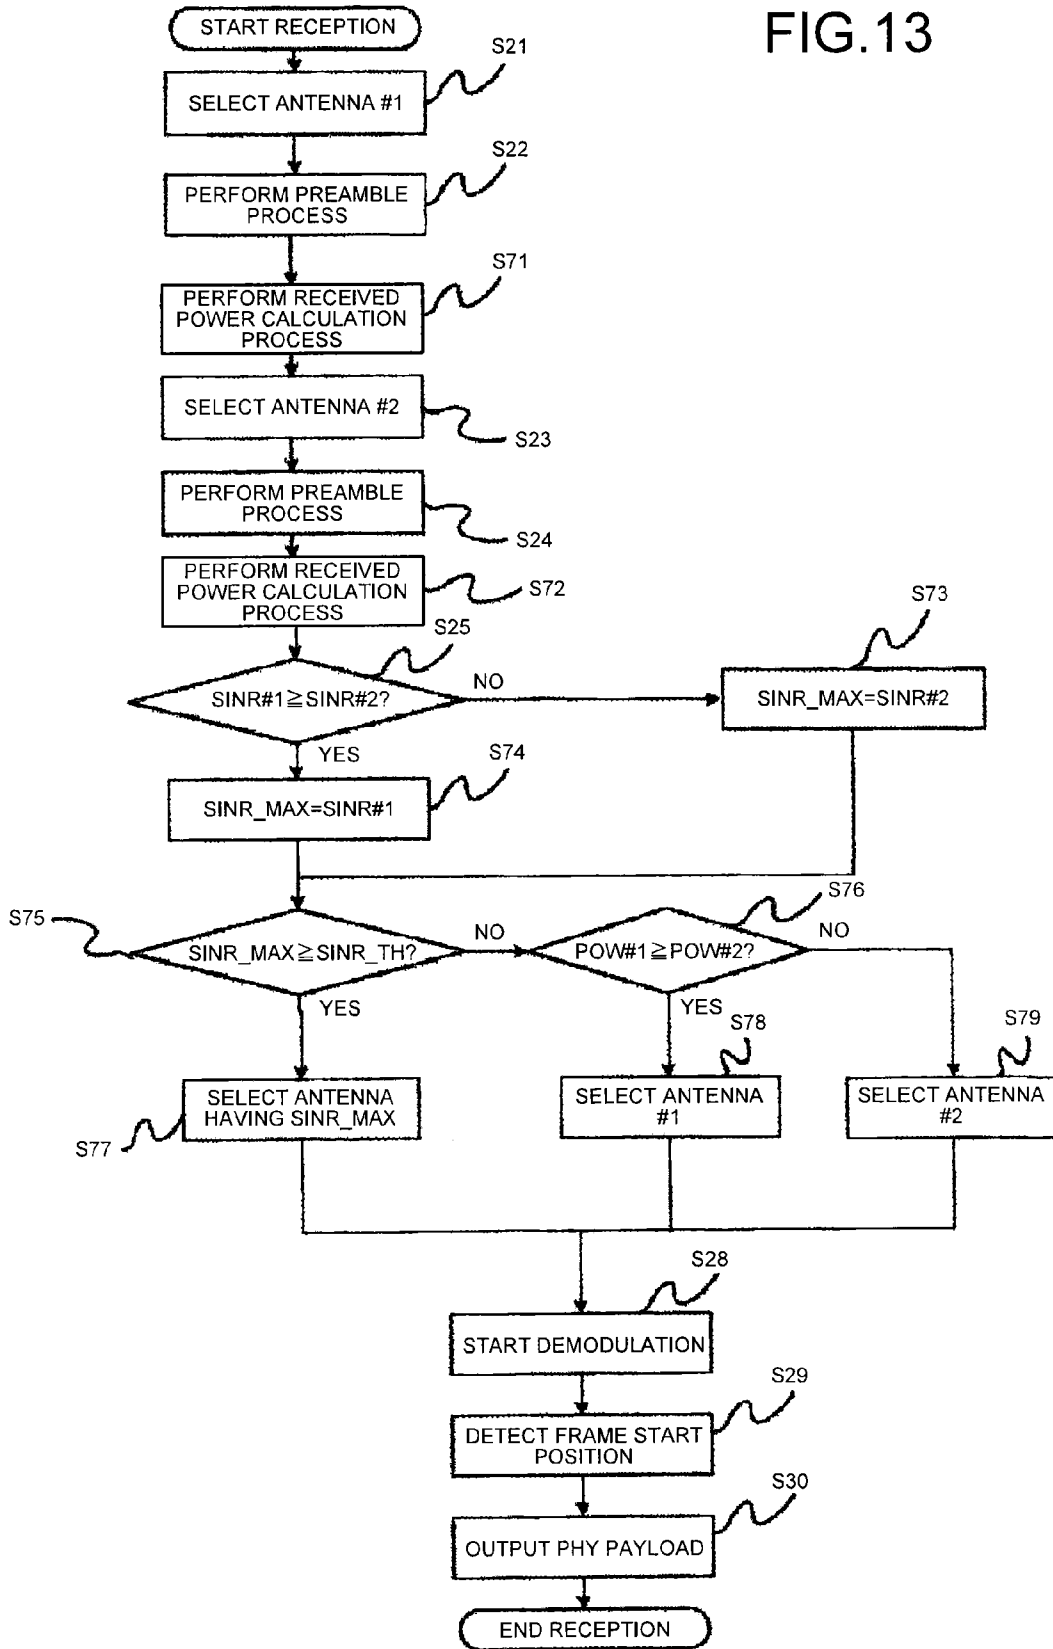 FIG.13
START RECEPTION
S21
SELECT ANTENNA #1
S22
PERFORM PREAMBLE
PROCESS
S71
PERFORM RECEIVED
POWER CALCULATION
PROCESS
SELECT ANTENNA #2
S23
PERFORM PREAMBLE
PROCESS
S24
PERFORM RECEIVED
POWER CALCULATION
PROCESS
S72
S25
SINR#1≧SINR#2?
NO
YES
S73
SINR_MAX=SINR#2
S74
SINR_MAX=SINR#1
S75
SINR_MAX≧SINR_TH?
NO
YES
S76
POW#1≧POW#2?
NO
YES
S77
SELECT ANTENNA
HAVING SINR_MAX
S78
SELECT ANTENNA
#1
S79
SELECT ANTENNA
#2
S28
START DEMODULATION
S29
DETECT FRAME START
POSITION
S30
OUTPUT PHY PAYLOAD
END RECEPTION